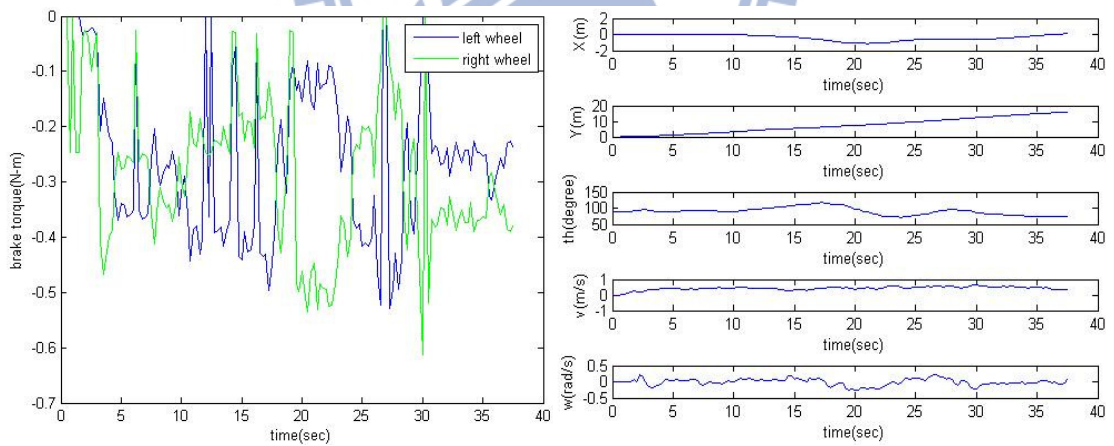 0
-0.1
-0.2
-0.3
-0.4
-0.5
-0.6
-0.7
brake torque(N-m)
left wheel
right wheel
0 5 10 15 20 25 30 35 40
time(sec)
2
0
-2
X(m)
0 5 10 15 20 25 30 35 40
time(sec)
20
10
0
Y(m)
0 5 10 15 20 25 30 35 40
time(sec)
150
100
50
th(degree)
0 5 10 15 20 25 30 35 40
time(sec)
1
0
-1
v(m/s)
0 5 10 15 20 25 30 35 40
time(sec)
0.5
0
-0.5
w(rad/s)
0 5 10 15 20 25 30 35 40
time(sec)